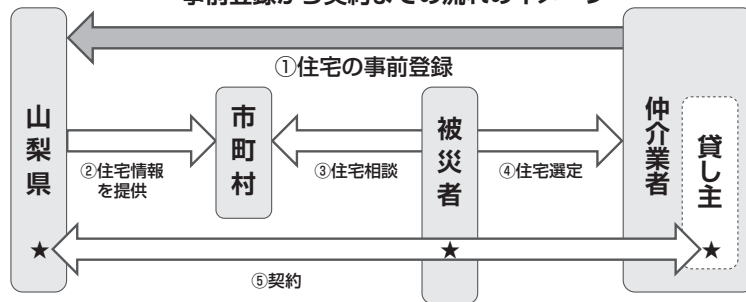 事前登録から契約までの流れのイメージ
①住宅の事前登録
山梨県
市町村
被災者
仲介業者
貸し主
②住宅情報
を提供
③住宅相談
④住宅選定
★
★
★
⑤契約